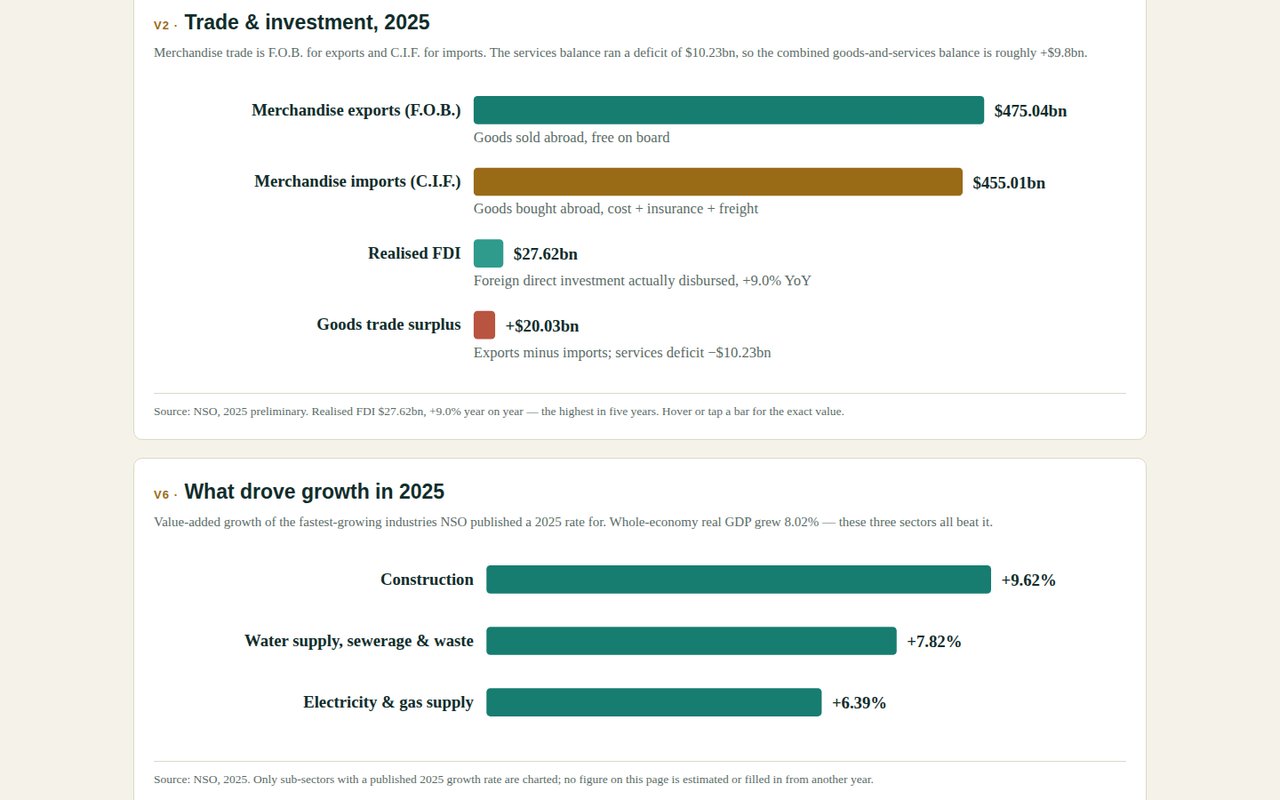 V2 · Trade & investment, 2025
Merchandise trade is F.O.B. for exports and C.I.F. for imports. The services balance ran a deficit of $10.23bn, so the combined goods-and-services balance is roughly +$9.8bn.
Merchandise exports (F.O.B.) $475.04bn
Goods sold abroad, free on board
Merchandise imports (C.I.F.) $455.01bn
Goods bought abroad, cost + insurance + freight
Realised FDI $27.62bn
Foreign direct investment actually disbursed, +9.0% YoY
Goods trade surplus +$20.03bn
Exports minus imports; services deficit −$10.23bn
Source: NSO, 2025 preliminary. Realised FDI $27.62bn, +9.0% year on year — the highest in five years. Hover or tap a bar for the exact value.
V6 · What drove growth in 2025
Value-added growth of the fastest-growing industries NSO published a 2025 rate for. Whole-economy real GDP grew 8.02% — these three sectors all beat it.
Construction +9.62%
Water supply, sewerage & waste +7.82%
Electricity & gas supply +6.39%
Source: NSO, 2025. Only sub-sectors with a published 2025 growth rate are charted; no figure on this page is estimated or filled in from another year.